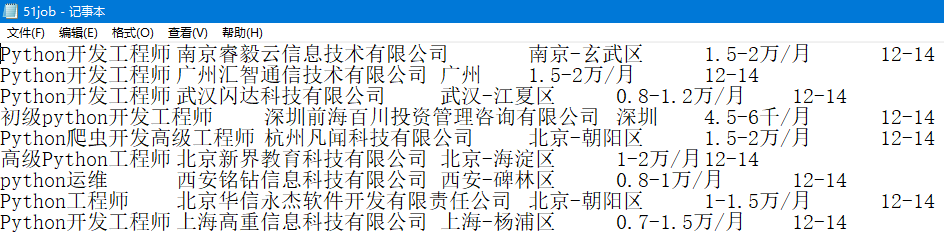 51job - 记事本
文件(F) 编辑(E) 格式(O) 查看(V) 帮助(H)
Python开发工程师 南京睿毅云信息技术有限公司 南京-玄武区 1.5-2万/月 12-14
Python开发工程师 广州汇智通信技术有限公司 广州 1.5-2万/月 12-14
Python开发工程师 武汉闪达科技有限公司 武汉-江夏区 0.8-1.2万/月 12-14
初级python开发工程师 深圳前海百川投资管理咨询有限公司 深圳 4.5-6千/月 12-14
Python爬虫开发高级工程师 杭州凡闻科技有限公司 北京-朝阳区 1.5-2万/月 12-14
高级Python工程师 北京新界教育科技有限公司 北京-海淀区 1-2万/月 12-14
python运维 西安铭钻信息科技有限公司 西安-碑林区 0.8-1万/月 12-14
Python工程师 北京华信永杰软件开发有限责任公司 北京-朝阳区 1-1.5万/月 12-14
Python开发工程师 上海高重信息科技有限公司 上海-杨浦区 0.7-1.5万/月 12-14